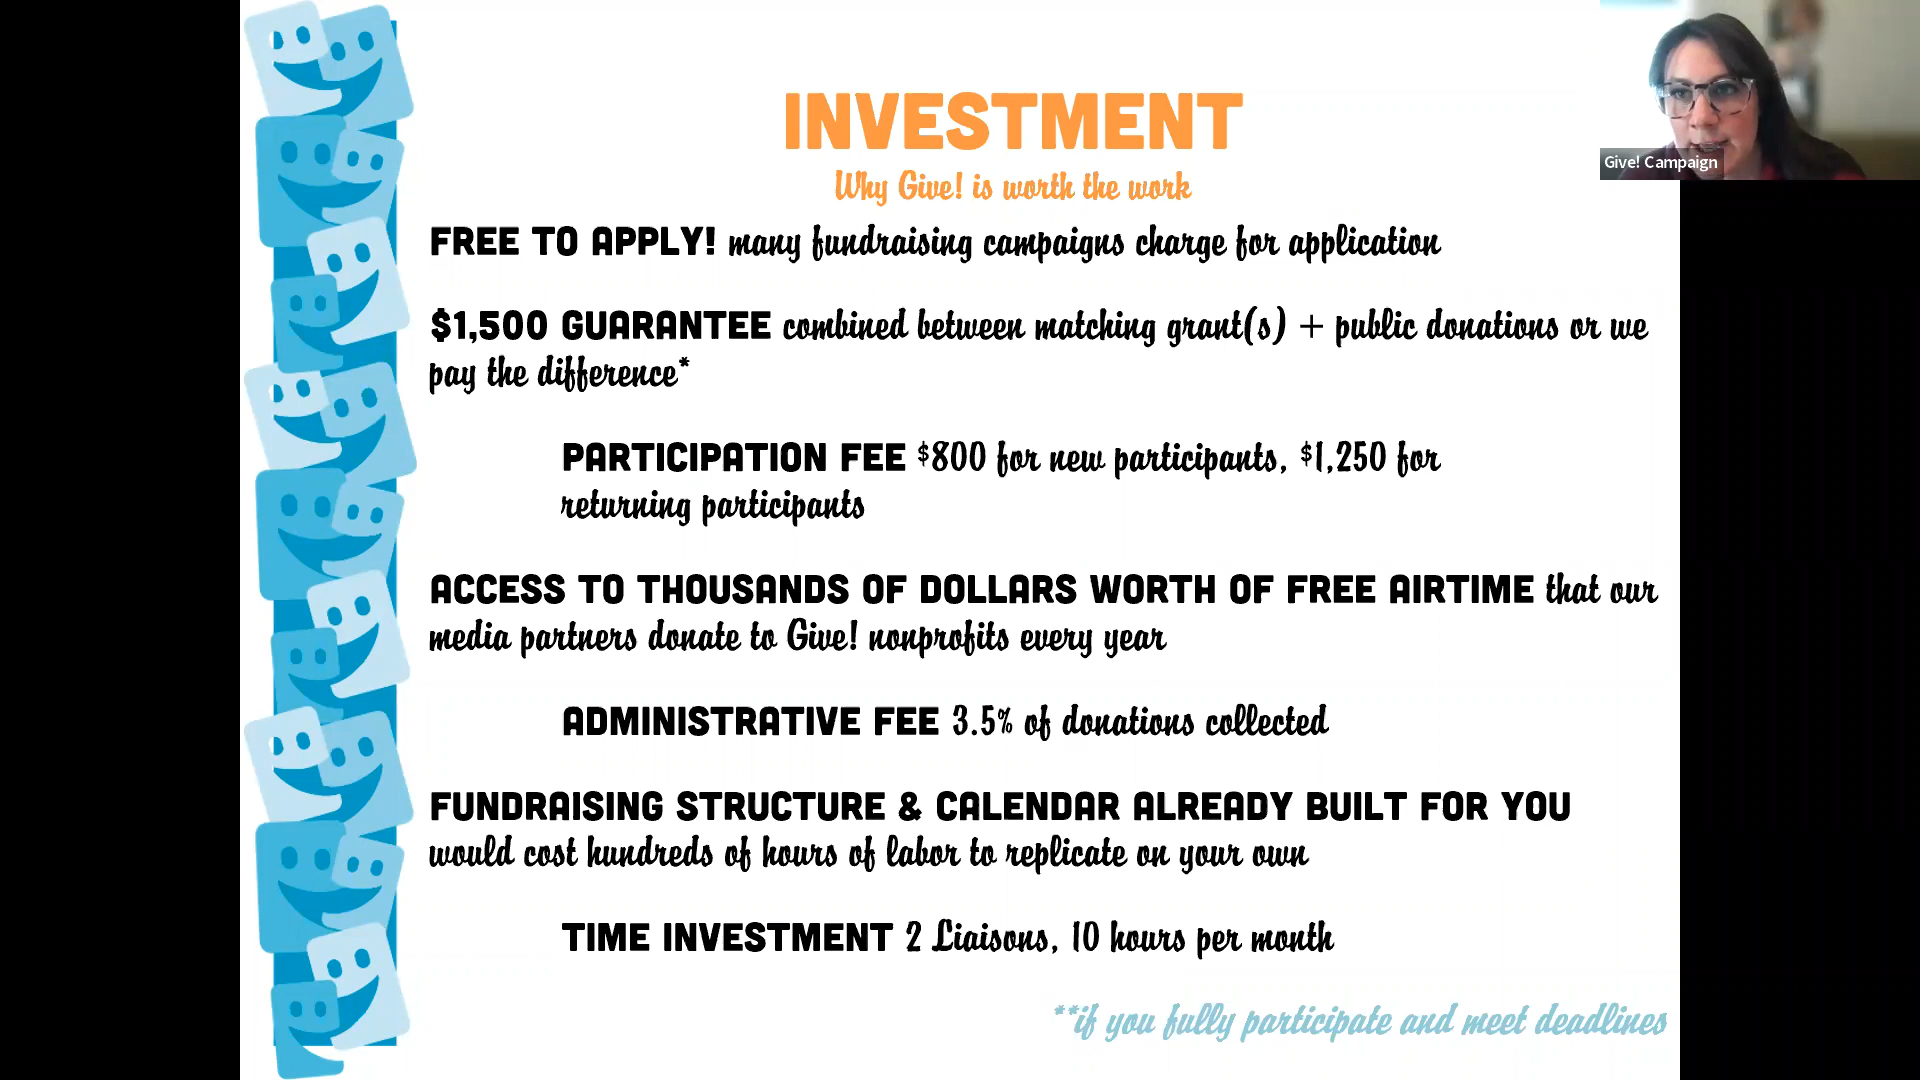 INVESTMENT
Why Give! is worth the work
FREE TO APPLY! many fundraising campaigns charge for application
$1,500 GUARANTEE combined between matching grant(s) + public donations or we
pay the difference*
PARTICIPATION FEE $800 for new participants, $1,250 for
returning participants
ACCESS TO THOUSANDS OF DOLLARS WORTH OF FREE AIRTIME that our
media partners donate to Give! nonprofits every year
ADMINISTRATIVE FEE 3.5% of donations collected
FUNDRAISING STRUCTURE & CALENDAR ALREADY BUILT FOR YOU
would cost hundreds of hours of labor to replicate on your own
TIME INVESTMENT 2 Liaisons, 10 hours per month
**if you fully participate and meet deadlines
Give! Campaign